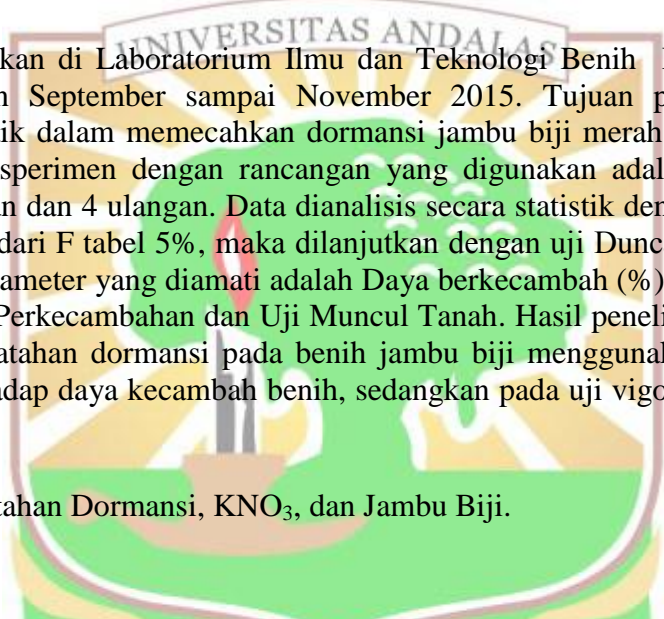 UNIVERSITAS ANDALAS
kan di Laboratorium Ilmu dan Teknologi Benih
September sampai November 2015. Tujuan p
ik dalam memecahkan dormansi jambu biji merah
sperimen dengan rancangan yang digunakan adal
n dan 4 ulangan. Data dianalisis secara statistik den
dari F tabel 5%, maka dilanjutkan dengan uji Dunc
ameter yang diamati adalah Daya berkecambah (%)
Perkecambahan dan Uji Muncul Tanah. Hasil peneli
atahan dormansi pada benih jambu biji menggunak
adap daya kecambah benih, sedangkan pada uji vigo
tahan Dormansi, KNO₃, dan Jambu Biji.